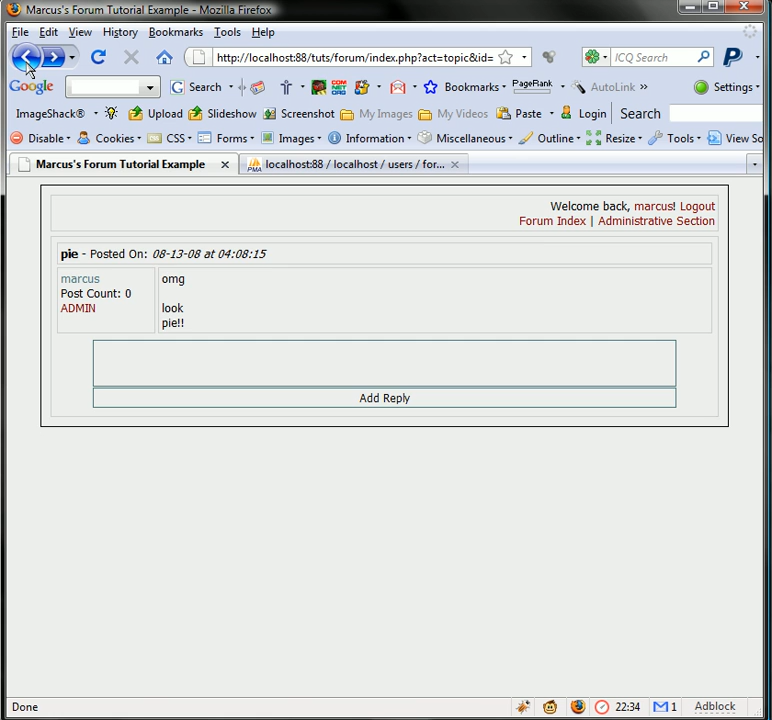 Marcus's Forum Tutorial Example - Mozilla Firefox
File Edit View History Bookmarks Tools Help
http://localhost:88/tuts/forum/index.php?act=topic&id= ICQ Search
Google Search Bookmarks PageRank AutoLink » Settings
ImageShack® Upload Slideshow Screenshot My Images My Videos Paste Login Search
Disable Cookies CSS Forms Images Information Miscellaneous Outline Resize Tools View So
Marcus's Forum Tutorial Example localhost:88 / localhost / users / for...
Welcome back, marcus! Logout
Forum Index | Administrative Section
pie - Posted On: 08-13-08 at 04:08:15
marcus
Post Count: 0
ADMIN
omg
look
pie!!
Add Reply
Done 22:34 1 Adblock